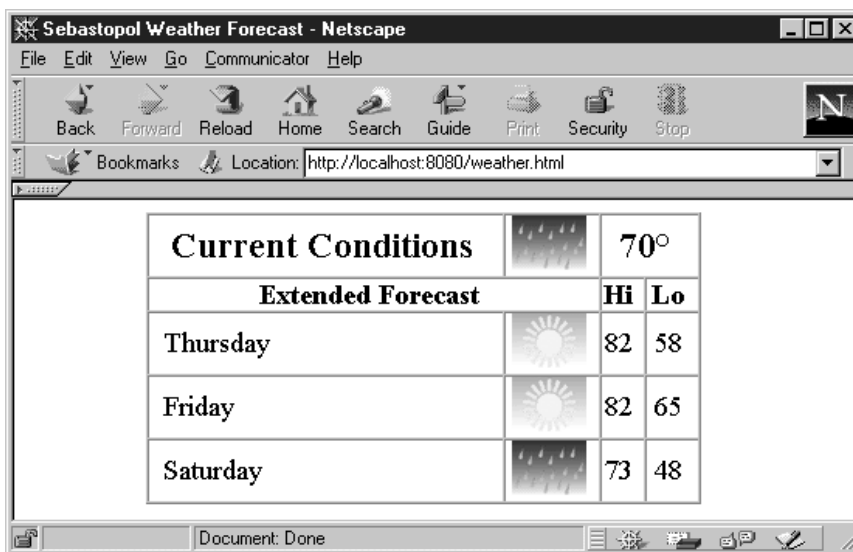 Sebastopol Weather Forecast - Netscape
File Edit View Go Communicator Help
Back Forward Reload Home Search Guide Print Security Stop
N
Bookmarks Location: http://localhost:8080/weather.html
Current Conditions 70°
Extended Forecast Hi Lo
Thursday 82 58
Friday 82 65
Saturday 73 48
Document: Done